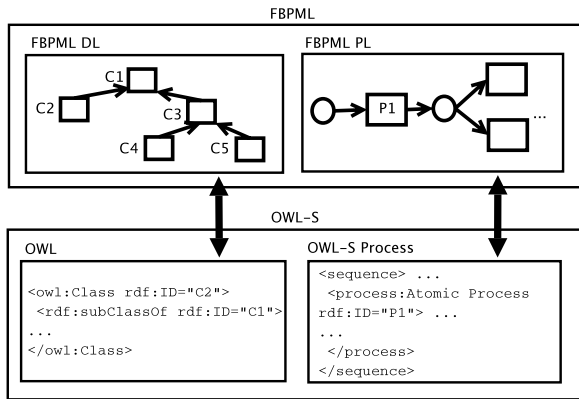 FBPML
FBPML DL
C1
C2
C3
C4
C5
FBPML PL
P1
...
OWL-S
OWL
<owl:Class rdf:ID="C2">
<rdf:subClassOf rdf:ID="C1">
...
</owl:Class>
OWL-S Process
<sequence> ...
<process:Atomic Process
rdf:ID="P1"> ...
...
</process>
</sequence>